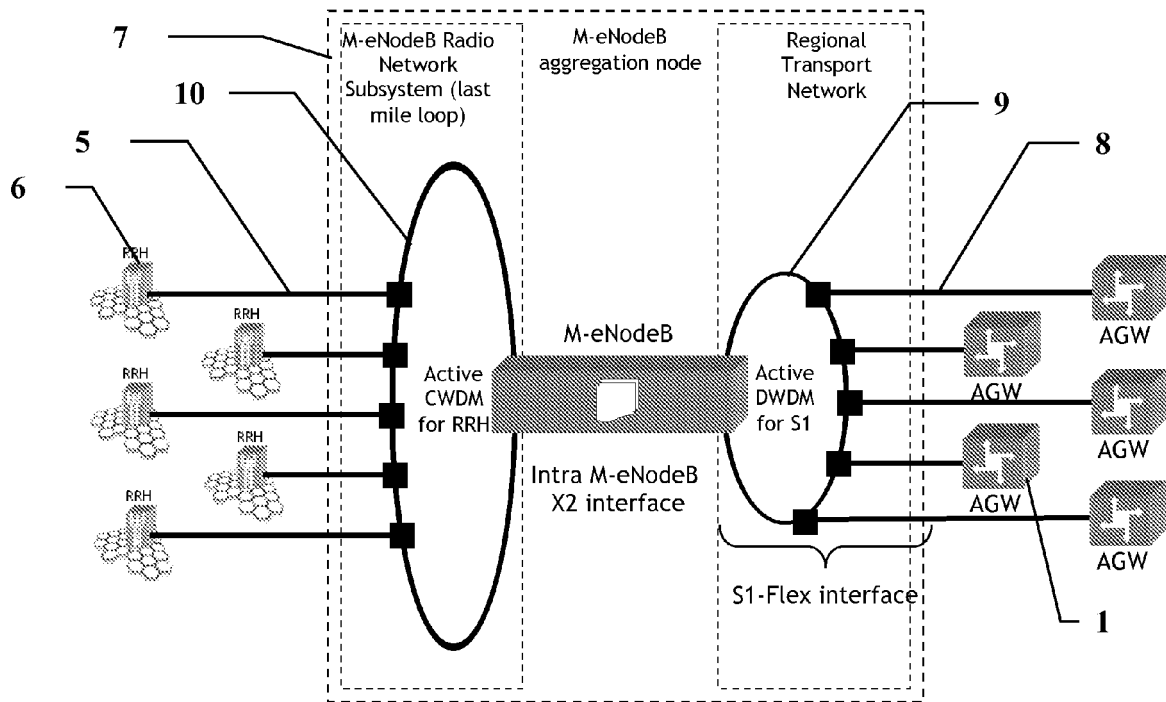 7
M-eNodeB Radio
Network
Subsystem (last
mile loop)
M-eNodeB
aggregation node
Regional
Transport
Network
10
9
5
8
6
RRH
RRH
RRH
RRH
RRH
M-eNodeB
Active
CWDM
for RRH
Active
DWDM
for S1
Intra M-eNodeB
X2 interface
AGW
AGW
AGW
AGW
AGW
S1-Flex interface
1